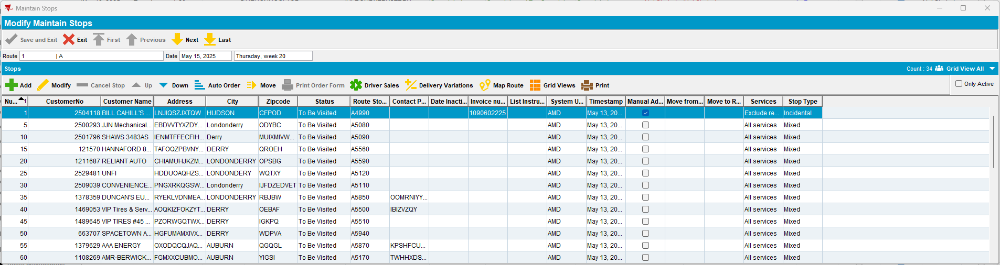 Maintain Stops
Modify Maintain Stops
Save and Exit Exit First Previous Next Last
Route 1 | A Date May 15, 2025 Thursday, week 20
Stops Count : 34 Grid View All
Add Modify Cancel Stop Up Down Auto Order Move Print Order Form Driver Sales Delivery Variations Map Route Grid Views Print Only Active
Nu... 1 CustomerNo Customer Name Address City Zipcode Status Route Sto... Contact P... Date Inacti... Invoice nu... List Instru... System U... Timestamp Manual Ad... Move from... Move to R... Services Stop Type
1 2504118 BILL CAHILL'S ... LNJIQSZJXTQW HUDSON CFPOD To Be Visited A4990 1090602225 AMD May 13, 20... Exclude re... Incidental
5 2500293 JJN Mechanical... EBDVVTYXZDY... Londonderry ODYBC To Be Visited A5080 AMD May 13, 20... All services Mixed
10 2501796 SHAWS 3483AS IENMTFFECFIH... Derry MUIXMIVW... To Be Visited A5090 AMD May 13, 20... All services Mixed
15 121570 HANNAFORD 8... TAFOQZPBVNY... DERRY QROEH To Be Visited A5560 AMD May 13, 20... All services Mixed
20 1211687 RELIANT AUTO CHIAMUHJKZM... LONDONDERRY OPSBG To Be Visited A5590 AMD May 13, 20... All services Mixed
25 2529481 UNFI HDDUOAQHZS... LONDONDERY WQTXY To Be Visited A5120 AMD May 13, 20... All services Mixed
30 2509039 CONVENIENCE... PNGXRKQGSW... Londonderry IJFDZEDVET To Be Visited A5110 AMD May 13, 20... All services Mixed
35 1378359 DUNCAN'S EU... RYEKLVDNMEA... LONDONDERRY RBJBW To Be Visited A5850 OOMRNIYY... AMD May 13, 20... All services Mixed
40 1469053 VIP Tires & Serv... AOQKIZFOKZYT... DERRY OEBAF To Be Visited A5500 IBIZVZQY AMD May 13, 20... All services Mixed
45 1489645 VIP TIRES #45 ... PZORWGQTWX... DERRY IGKPQ To Be Visited A5510 AMD May 13, 20... All services Mixed
50 663707 SPACETOWN A... HGFUMAMXIVX... DERRY WDPVA To Be Visited A5940 AMD May 13, 20... All services Mixed
55 1379629 AAA ENERGY OXODQCQJAQ... AUBURN QGQGL To Be Visited A5870 KPSHFCU... AMD May 13, 20... All services Mixed
60 1108269 AMR-BERWICK... FGMXXCUBMO... AUBURN YIGSI To Be Visited A5170 TWHHXDS... AMD May 13, 20... All services Mixed